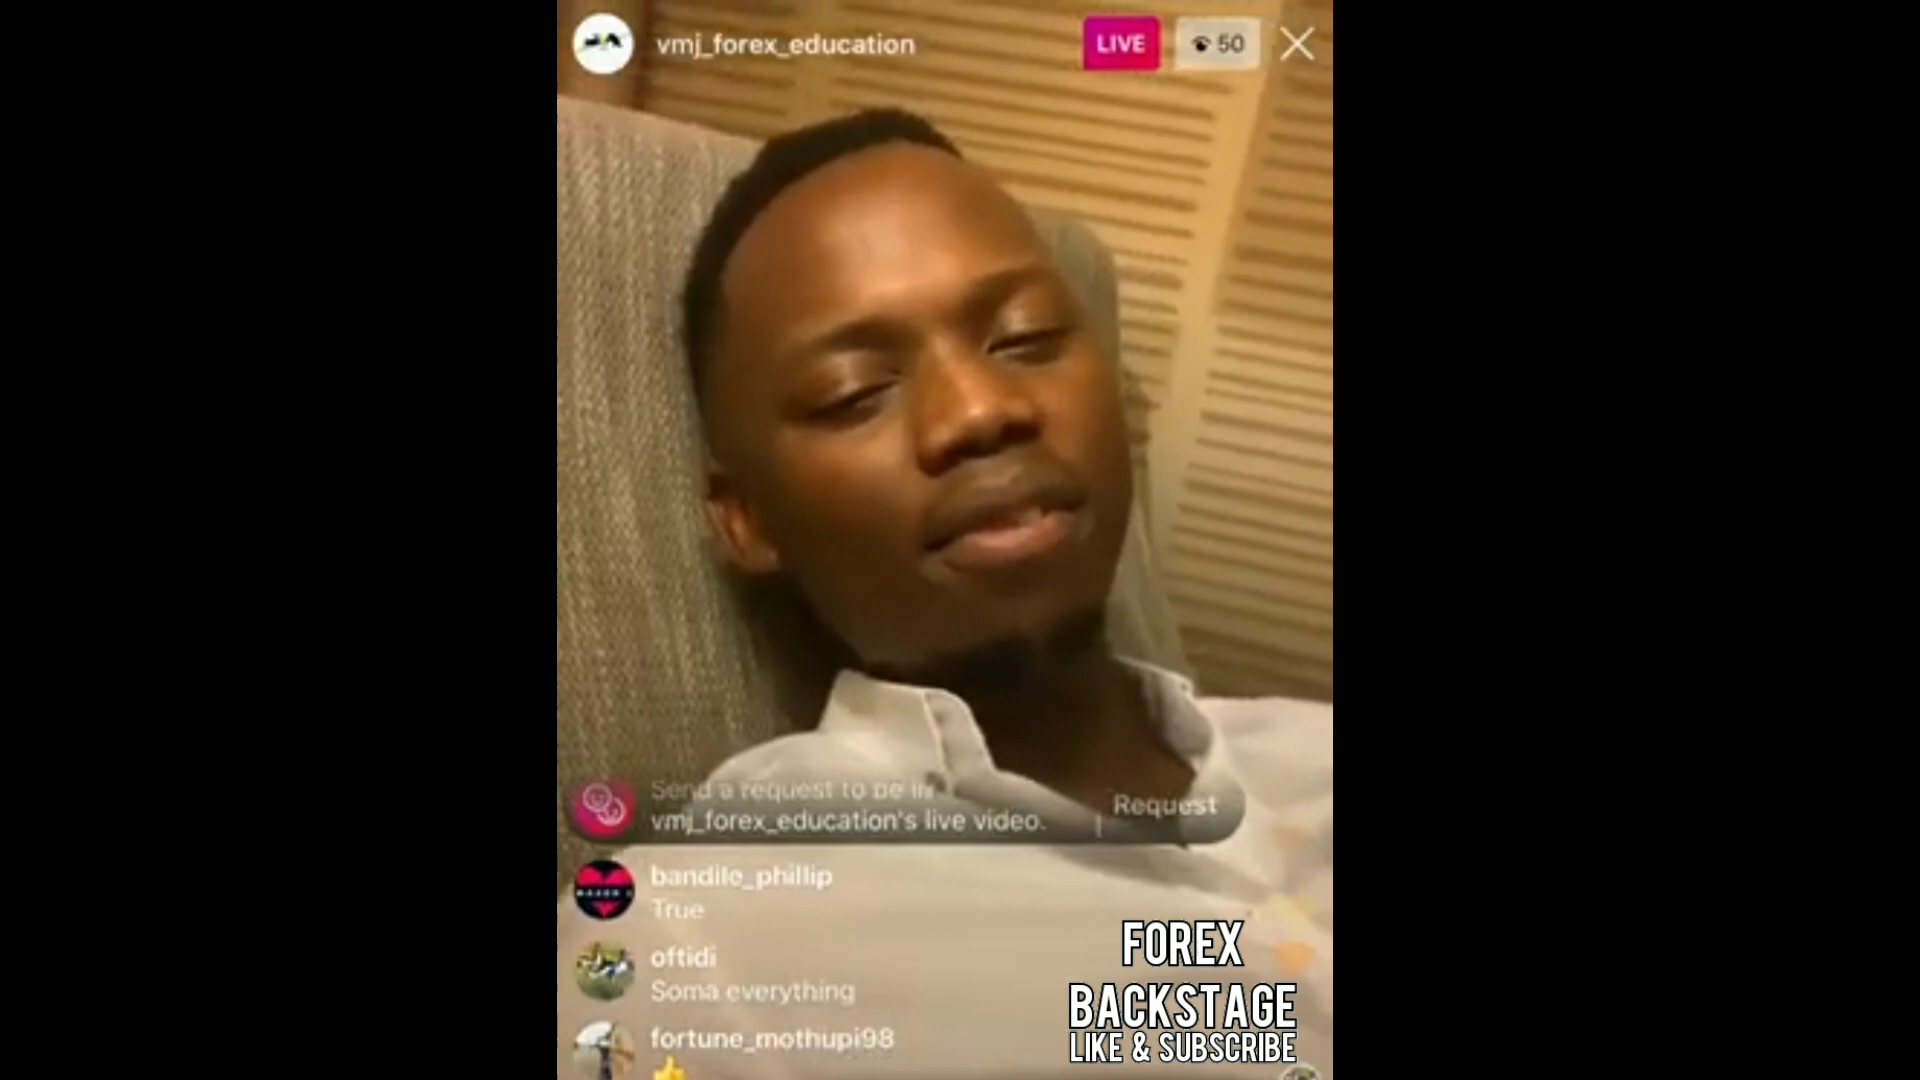 vmj_forex_education
LIVE
50
Send a request to be in
vmj_forex_education's live video.
Request
bandile_phillip
True
oftidi
Soma everything
fortune_mothupi98
FOREX
BACKSTAGE
LIKE & SUBSCRIBE